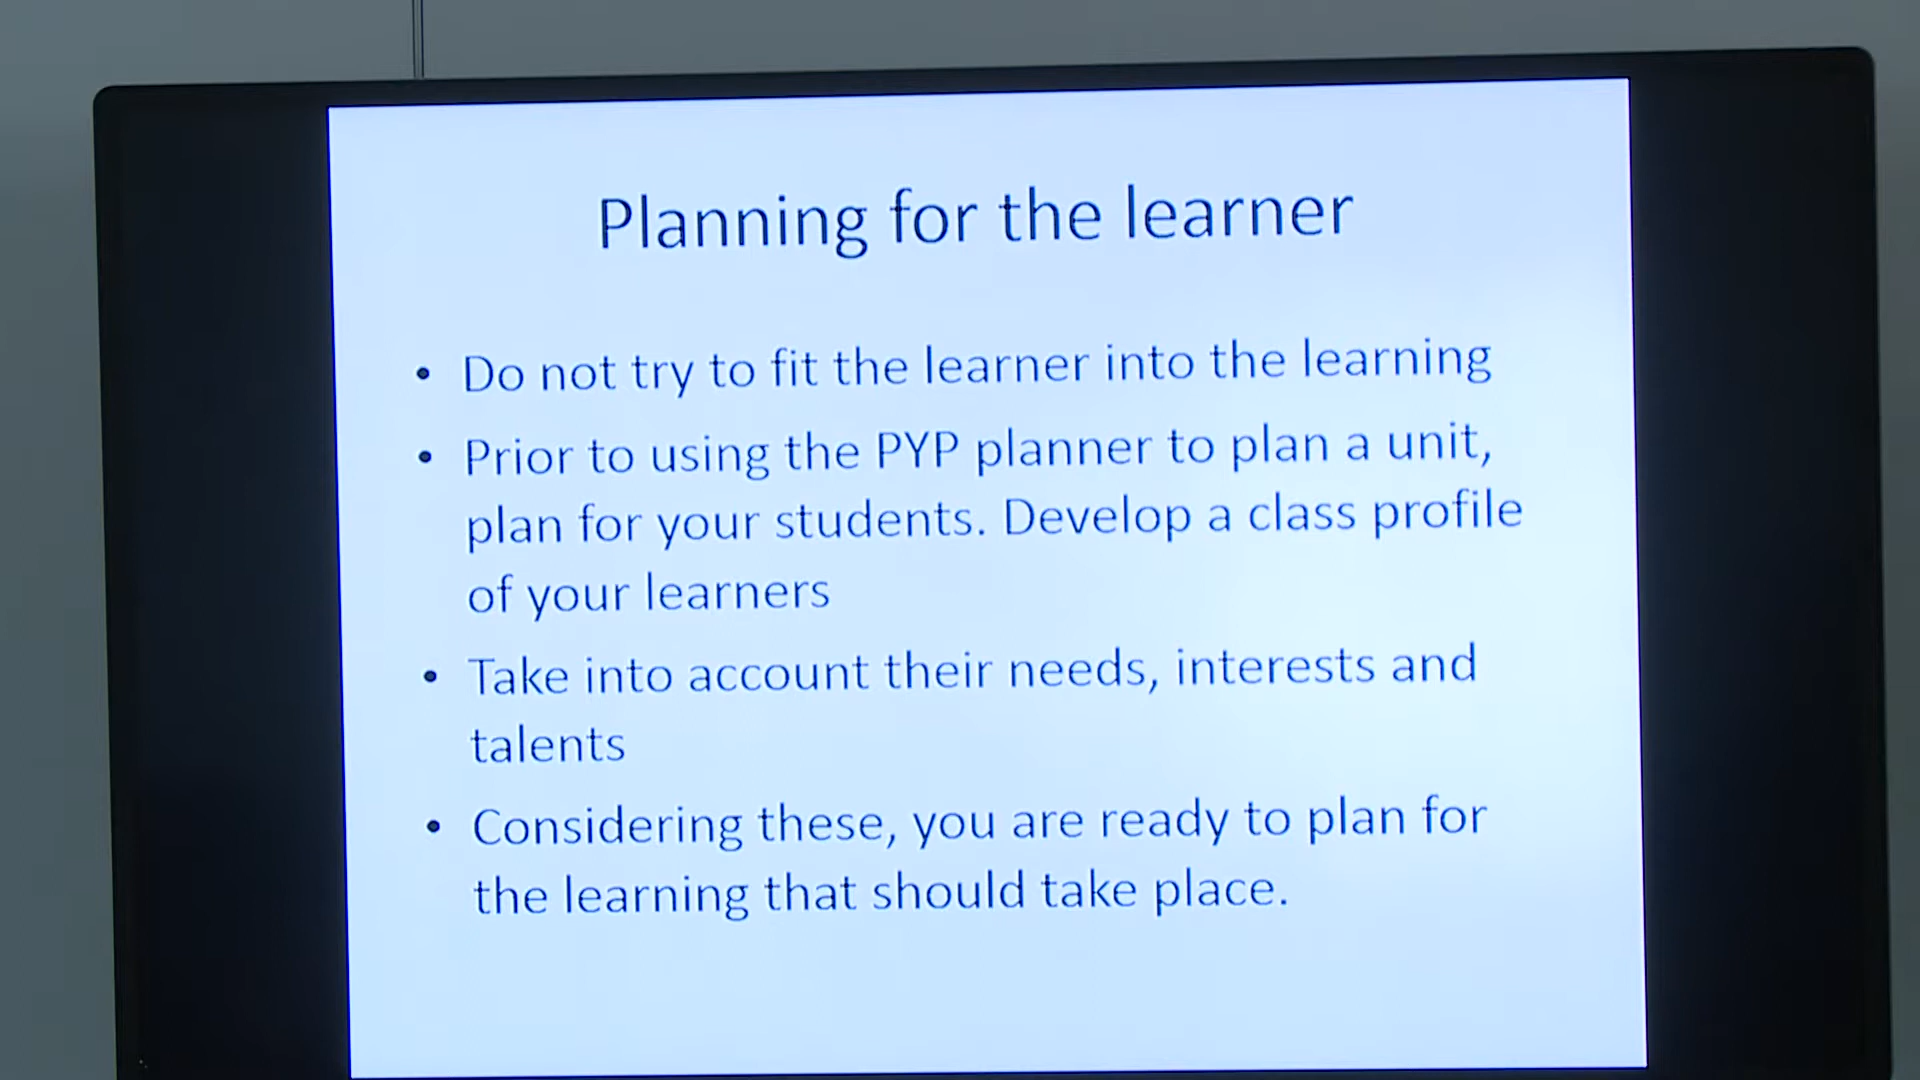 Planning for the learner
• Do not try to fit the learner into the learning
• Prior to using the PYP planner to plan a unit,
plan for your students. Develop a class profile
of your learners
• Take into account their needs, interests and
talents
• Considering these, you are ready to plan for
the learning that should take place.